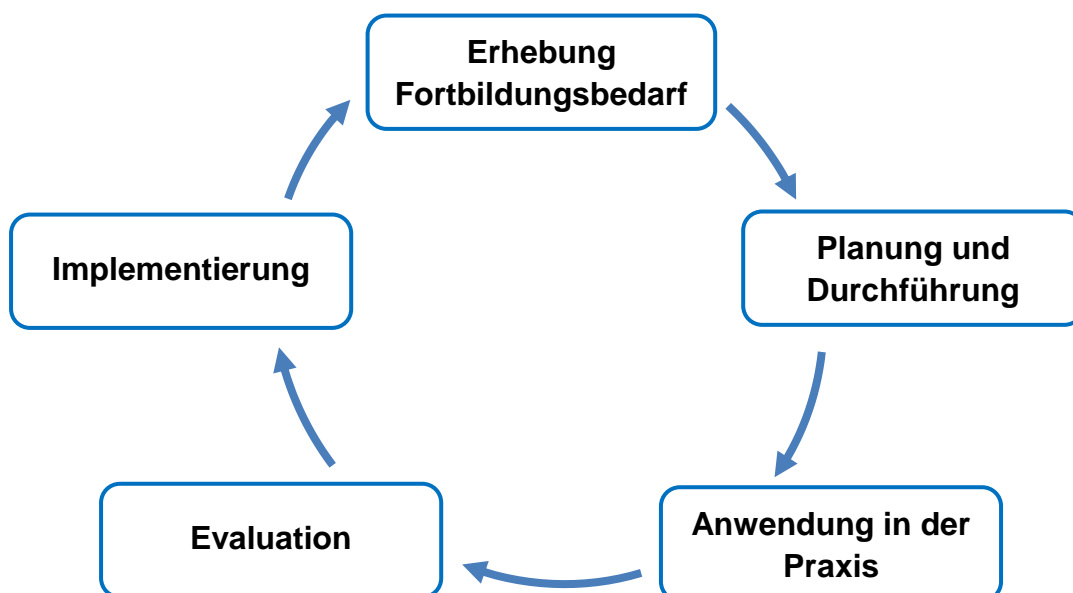 Erhebung
Fortbildungsbedarf
Planung und
Durchführung
Anwendung in der
Praxis
Evaluation
Implementierung